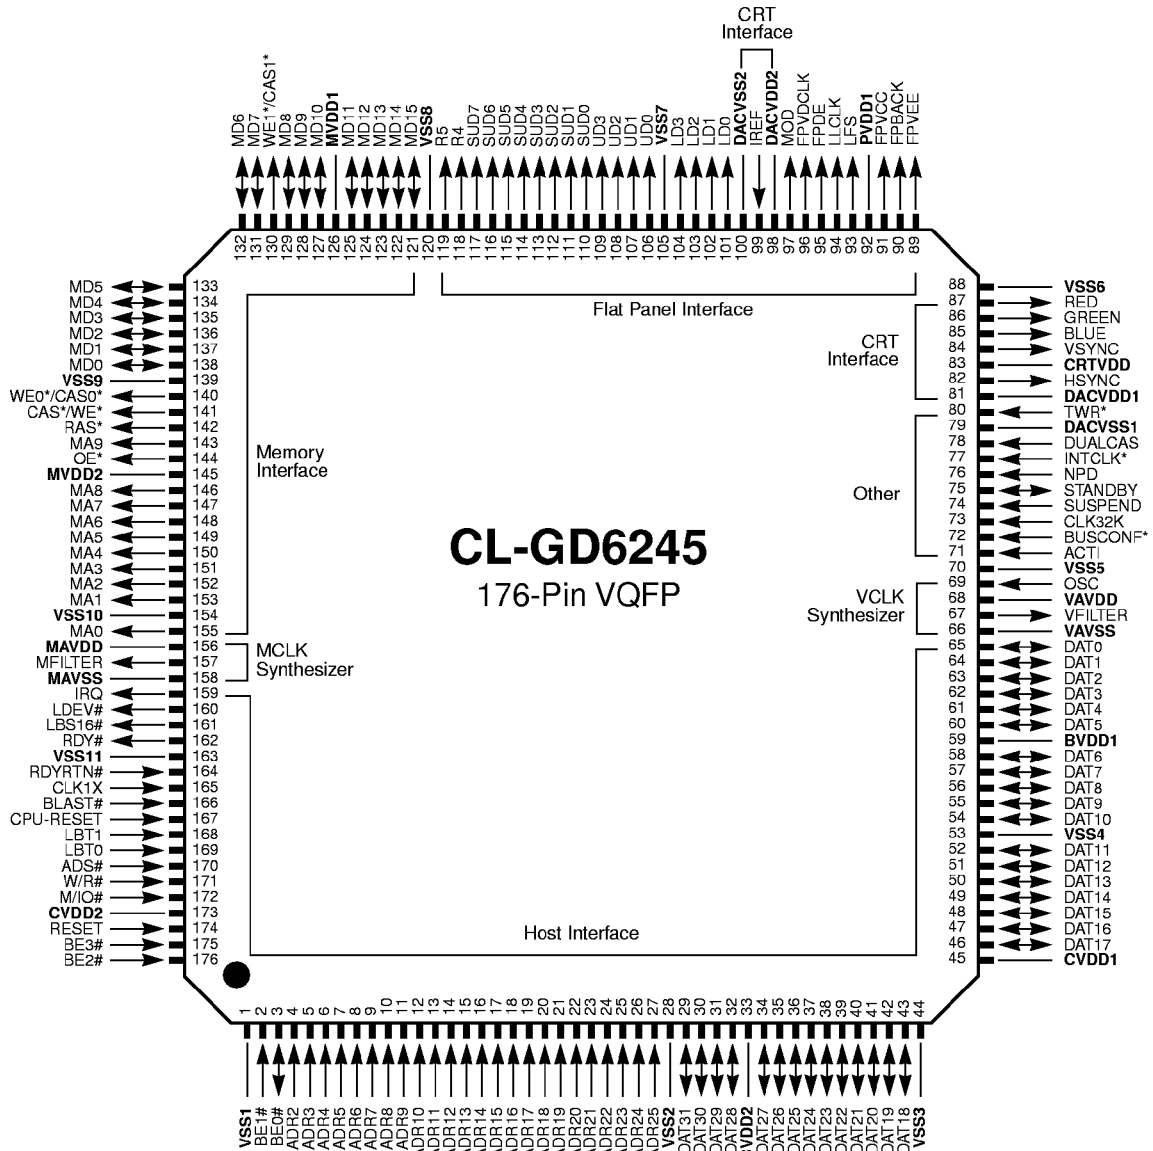 CRT
Interface
MD6
MD7
WE1*/CAS1*
MD8
MD9
MD10
MVDD1
MD11
MD12
MD13
MD14
MD15
VSS8
R5
R4
SUD7
SUD6
SUD5
SUD4
SUD3
SUD2
SUD1
SUD0
UD3
UD2
UD1
UD0
VSS7
LD3
LD2
LD1
LD0
DACVSS2
IREF
DACVDD2
MOD
FPVDCLK
FPDE
LLCLK
LFS
PVDD1
FPVCC
FPBACK
FPVEE
132
131
130
129
128
127
126
125
124
123
122
121
120
119
118
117
116
115
114
113
112
111
110
109
108
107
106
105
104
103
102
101
100
99
98
97
96
95
94
93
92
91
90
89
MD5 133
MD4 134
MD3 135
MD2 136
MD1 137
MD0 138
VSS9 139
WE0*/CAS0* 140
CAS*/WE* 141
RAS* 142
MA9 143
OE* 144
MVDD2 145
MA8 146
MA7 147
MA6 148
MA5 149
MA4 150
MA3 151
MA2 152
MA1 153
VSS10 154
MA0 155
MAVDD 156
MFILTER 157
MAVSS 158
IRQ 159
LDEV# 160
LBS16# 161
RDY# 162
VSS11 163
RDYRTN# 164
CLK1X 165
BLAST# 166
CPU-RESET 167
LBT1 168
LBT0 169
ADS# 170
W/R# 171
M/IO# 172
CVDD2 173
RESET 174
BE3# 175
BE2# 176
Flat Panel Interface
CRT
Interface
Memory
Interface
Other
CL-GD6245
176-Pin VQFP
VCLK
Synthesizer
MCLK
Synthesizer
Host Interface
88 VSS6
87 RED
86 GREEN
85 BLUE
84 VSYNC
83 CRTVDD
82 HSYNC
81 DACVDD1
80 TWR*
79 DACVSS1
78 DUALCAS
77 INTCLK*
76 NPD
75 STANDBY
74 SUSPEND
73 CLK32K
72 BUSCONF*
71 ACTI
70 VSS5
69 OSC
68 VAVDD
67 VFILTER
66 VAVSS
65 DAT0
64 DAT1
63 DAT2
62 DAT3
61 DAT4
60 DAT5
59 BVDD1
58 DAT6
57 DAT7
56 DAT8
55 DAT9
54 DAT10
53 VSS4
52 DAT11
51 DAT12
50 DAT13
49 DAT14
48 DAT15
47 DAT16
46 DAT17
45 CVDD1
1
2
3
4
5
6
7
8
9
10
11
12
13
14
15
16
17
18
19
20
21
22
23
24
25
26
27
28
29
30
31
32
33
34
35
36
37
38
39
40
41
42
43
44
VSS1
BE1#
BE0#
ADR2
ADR3
ADR4
ADR5
ADR6
ADR7
ADR8
ADR9
ADR10
ADR11
ADR12
ADR13
ADR14
ADR15
ADR16
ADR17
ADR18
ADR19
ADR20
ADR21
ADR22
ADR23
ADR24
ADR25
VSS2
DAT31
DAT30
DAT29
DAT28
BVDD2
DAT27
DAT26
DAT25
DAT24
DAT23
DAT22
DAT21
DAT20
DAT19
DAT18
VSS3